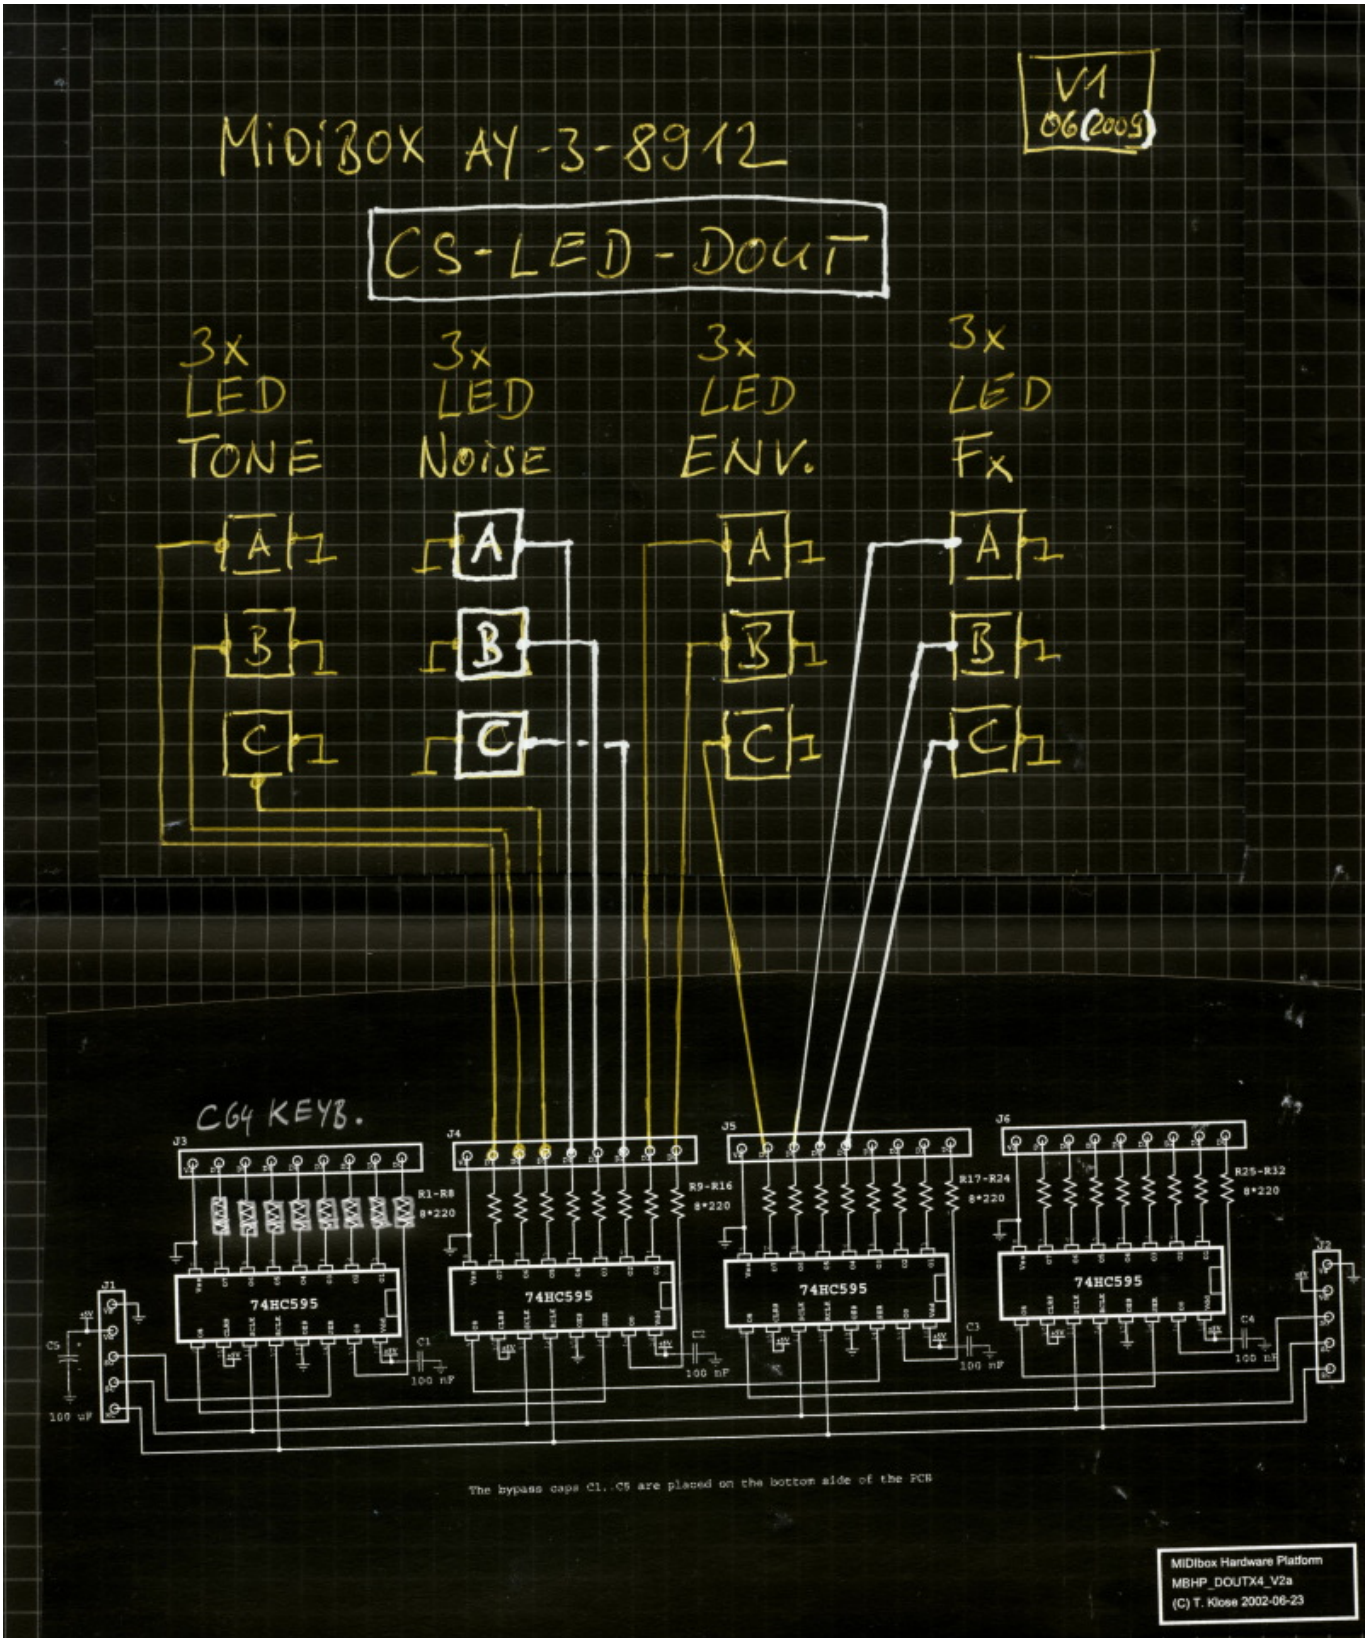 V1
06(2009)
MiDiBOX AY-3-8912
CS-LED-DOUT
3x
LED
TONE
3x
LED
NOiSE
3x
LED
ENV.
3x
LED
Fx
A
A
A
A
B
B
B
B
C
C
C
C
C64 KEYB.
J3
J4
J5
J6
R1-R8
8*220
R9-R16
8*220
R17-R24
8*220
R25-R32
8*220
J1
J2
74HC595
74HC595
74HC595
74HC595
C5
100 uF
C1
100 nF
C2
100 nF
C3
100 nF
C4
100 nF
The bypass caps C1..C5 are placed on the bottom side of the PCB
MIDIbox Hardware Platform
MBHP_DOUTX4_V2a
(C) T. Klose 2002-06-23